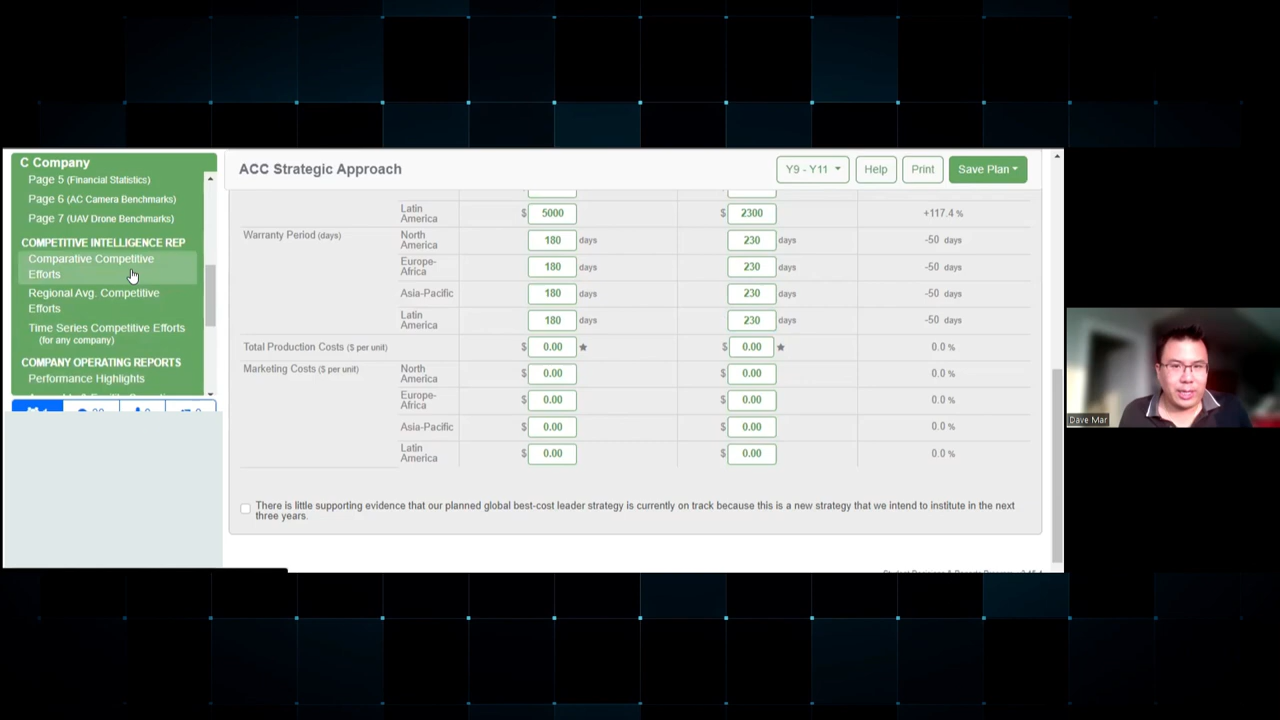 C Company
Page 5 (Financial Statistics)
Page 6 (AC Camera Benchmarks)
Page 7 (UAV Drone Benchmarks)
COMPETITIVE INTELLIGENCE REP
Comparative Competitive
Efforts
Regional Avg. Competitive
Efforts
Time Series Competitive Efforts
(for any company)
COMPANY OPERATING REPORTS
Performance Highlights
ACC Strategic Approach
Y9 - Y11
Help
Print
Save Plan
Latin America $ 5000 $ 2300 +117.4 %
Warranty Period (days) North America 180 days 230 days -50 days
Europe-Africa 180 days 230 days -50 days
Asia-Pacific 180 days 230 days -50 days
Latin America 180 days 230 days -50 days
Total Production Costs ($ per unit) $ 0.00 ★ $ 0.00 ★ 0.0 %
Marketing Costs ($ per unit) North America $ 0.00 $ 0.00 0.0 %
Europe-Africa $ 0.00 $ 0.00 0.0 %
Asia-Pacific $ 0.00 $ 0.00 0.0 %
Latin America $ 0.00 $ 0.00 0.0 %
There is little supporting evidence that our planned global best-cost leader strategy is currently on track because this is a new strategy that we intend to institute in the next
three years.
Dave Mar